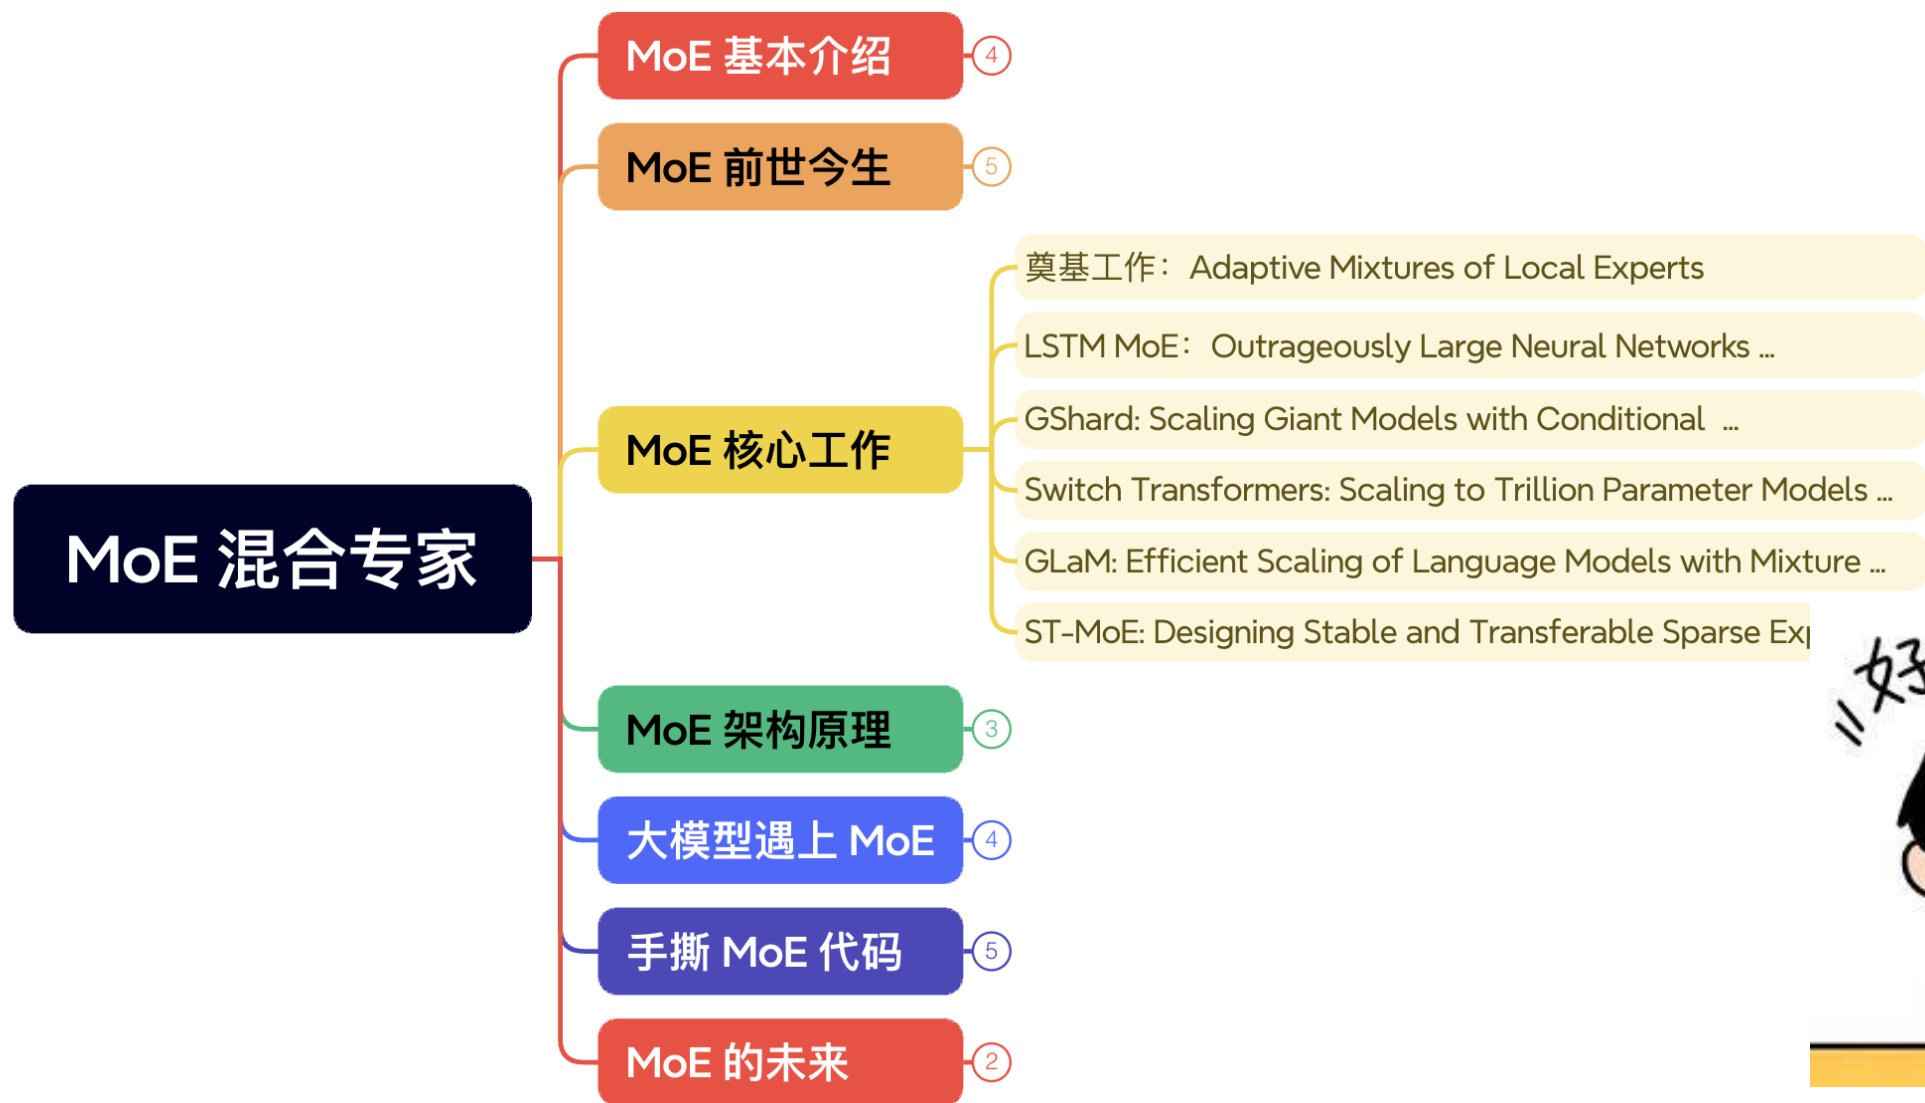 MoE 基本介绍
4
MoE 前世今生
5
奠基工作：Adaptive Mixtures of Local Experts
LSTM MoE：Outrageously Large Neural Networks ...
GShard: Scaling Giant Models with Conditional ...
MoE 核心工作
Switch Transformers: Scaling to Trillion Parameter Models ...
MoE 混合专家
GLaM: Efficient Scaling of Language Models with Mixture ...
ST-MoE: Designing Stable and Transferable Sparse
好
MoE 架构原理
3
大模型遇上 MoE
4
手撕 MoE 代码
5
MoE 的未来
2